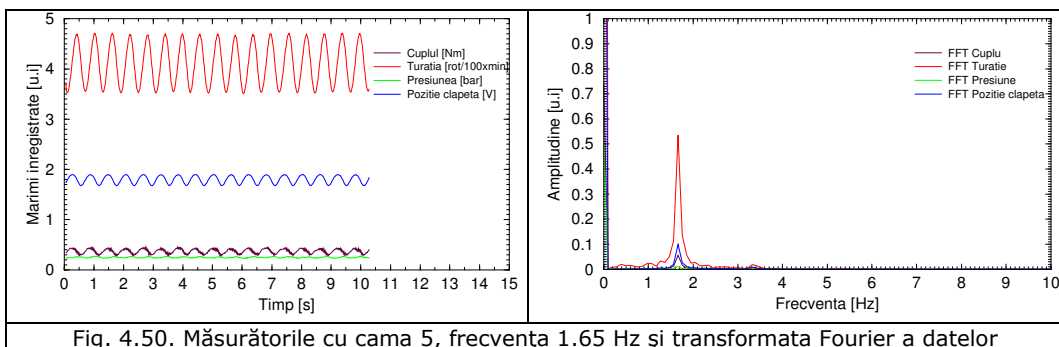 5
4
3
2
1
0
Marimi inregistrate [u.i]
Cuplul [Nm]
Turatia [rot/100xmin]
Presiunea [bar]
Pozitie clapeta [V]
0 1 2 3 4 5 6 7 8 9 10 11 12 13 14 15
Timp [s]
1
0.9
0.8
0.7
0.6
0.5
0.4
0.3
0.2
0.1
0
Amplitudine [u.i]
FFT Cuplu
FFT Turatie
FFT Presiune
FFT Pozitie clapeta
0 1 2 3 4 5 6 7 8 9 10
Frecventa [Hz]
Fig. 4.50. Măsurătorile cu cama 5, frecvența 1.65 Hz și transformata Fourier a datelor